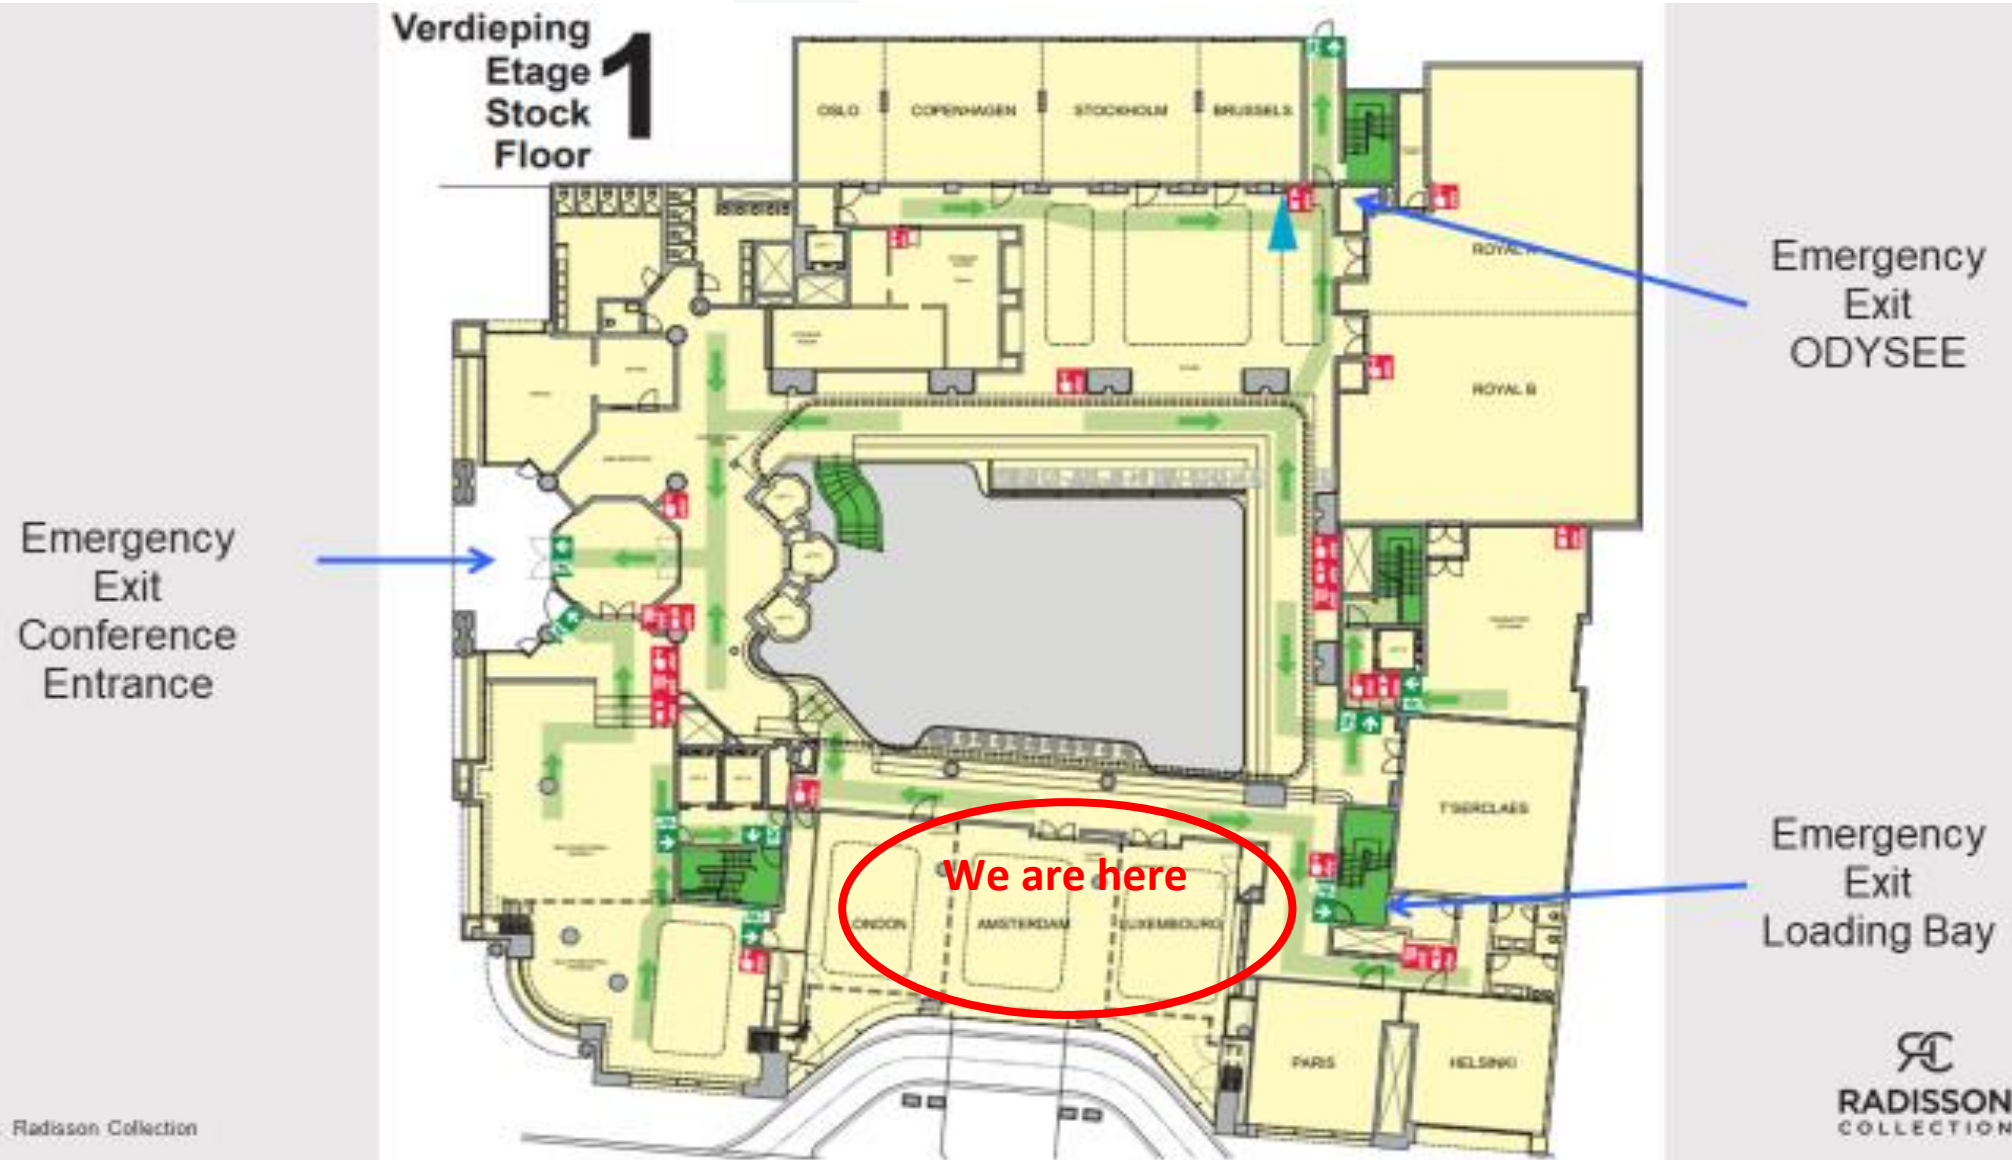 Verdieping
Etage
Stock
Floor
1
OSLO
COPENHAGEN
STOCKHOLM
BRUSSELS
ROYAL A
ROYAL B
Emergency
Exit
ODYSEE
Emergency
Exit
Conference
Entrance
T'SERCLAES
We are here
LONDON
AMSTERDAM
LUXEMBOURG
Emergency
Exit
Loading Bay
PARIS
HELSINKI
RADISSON
COLLECTION
Radisson Collection